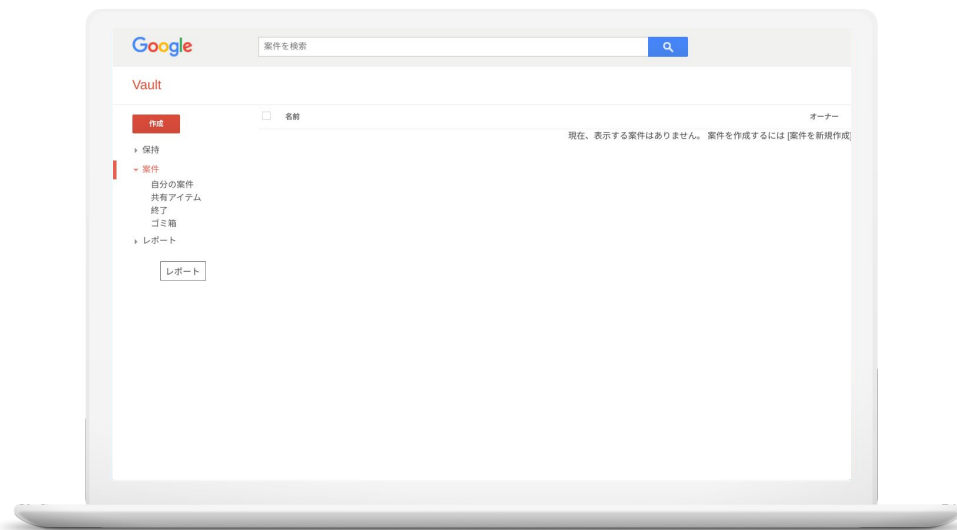 Google
案件を検索
Vault
作成
名前
オーナー
現在、表示する案件はありません。 案件を作成するには [案件を新規作成]
保持
案件
自分の案件
共有アイテム
終了
ゴミ箱
レポート
レポート